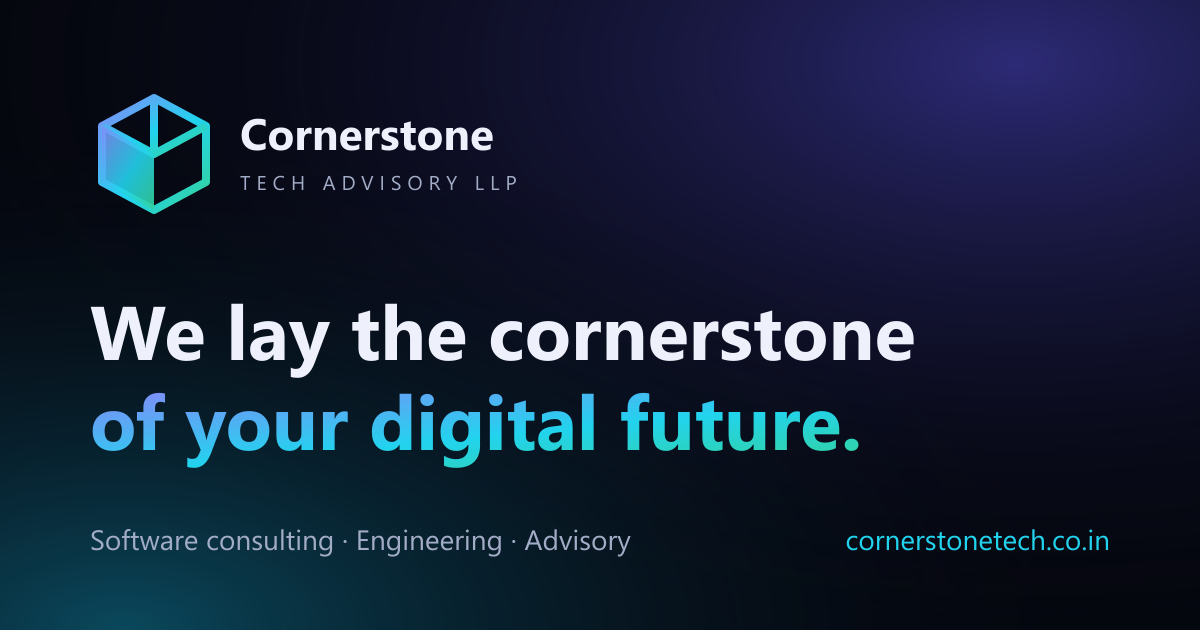 Cornerstone
TECH ADVISORY LLP
We lay the cornerstone
of your digital future.
Software consulting · Engineering · Advisory
cornerstonetech.co.in